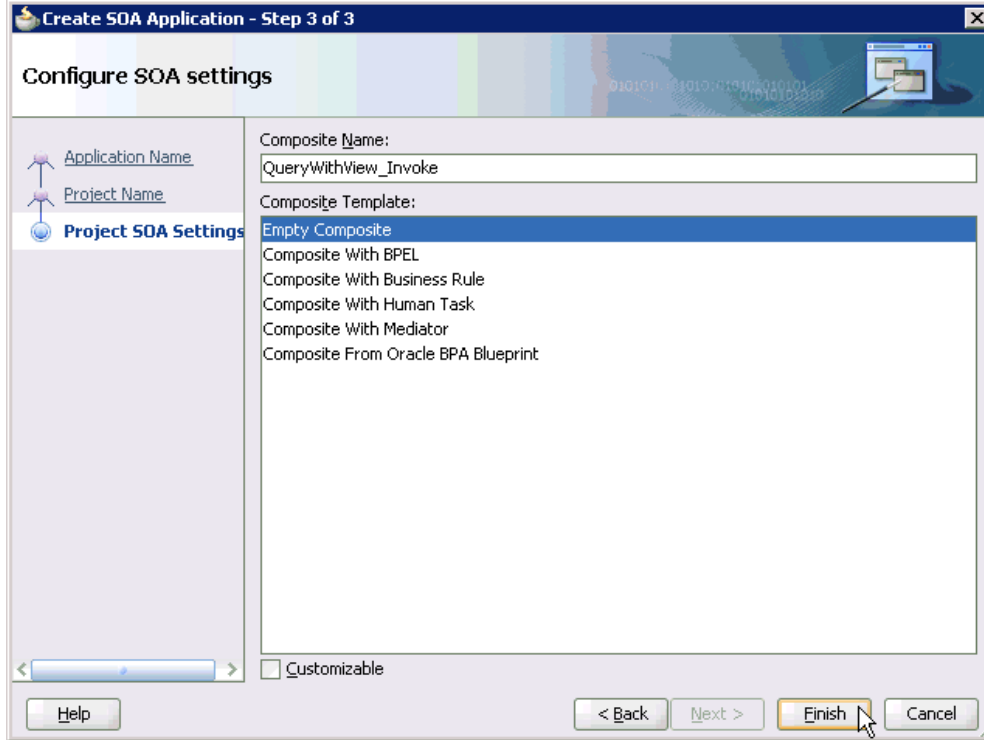 Create SOA Application - Step 3 of 3
Configure SOA settings
Application Name
Project Name
Project SOA Settings
Composite Name:
QueryWithView_Invoke
Composite Template:
Empty Composite
Composite With BPEL
Composite With Business Rule
Composite With Human Task
Composite With Mediator
Composite From Oracle BPA Blueprint
Customizable
Help
< Back
Next >
Finish
Cancel